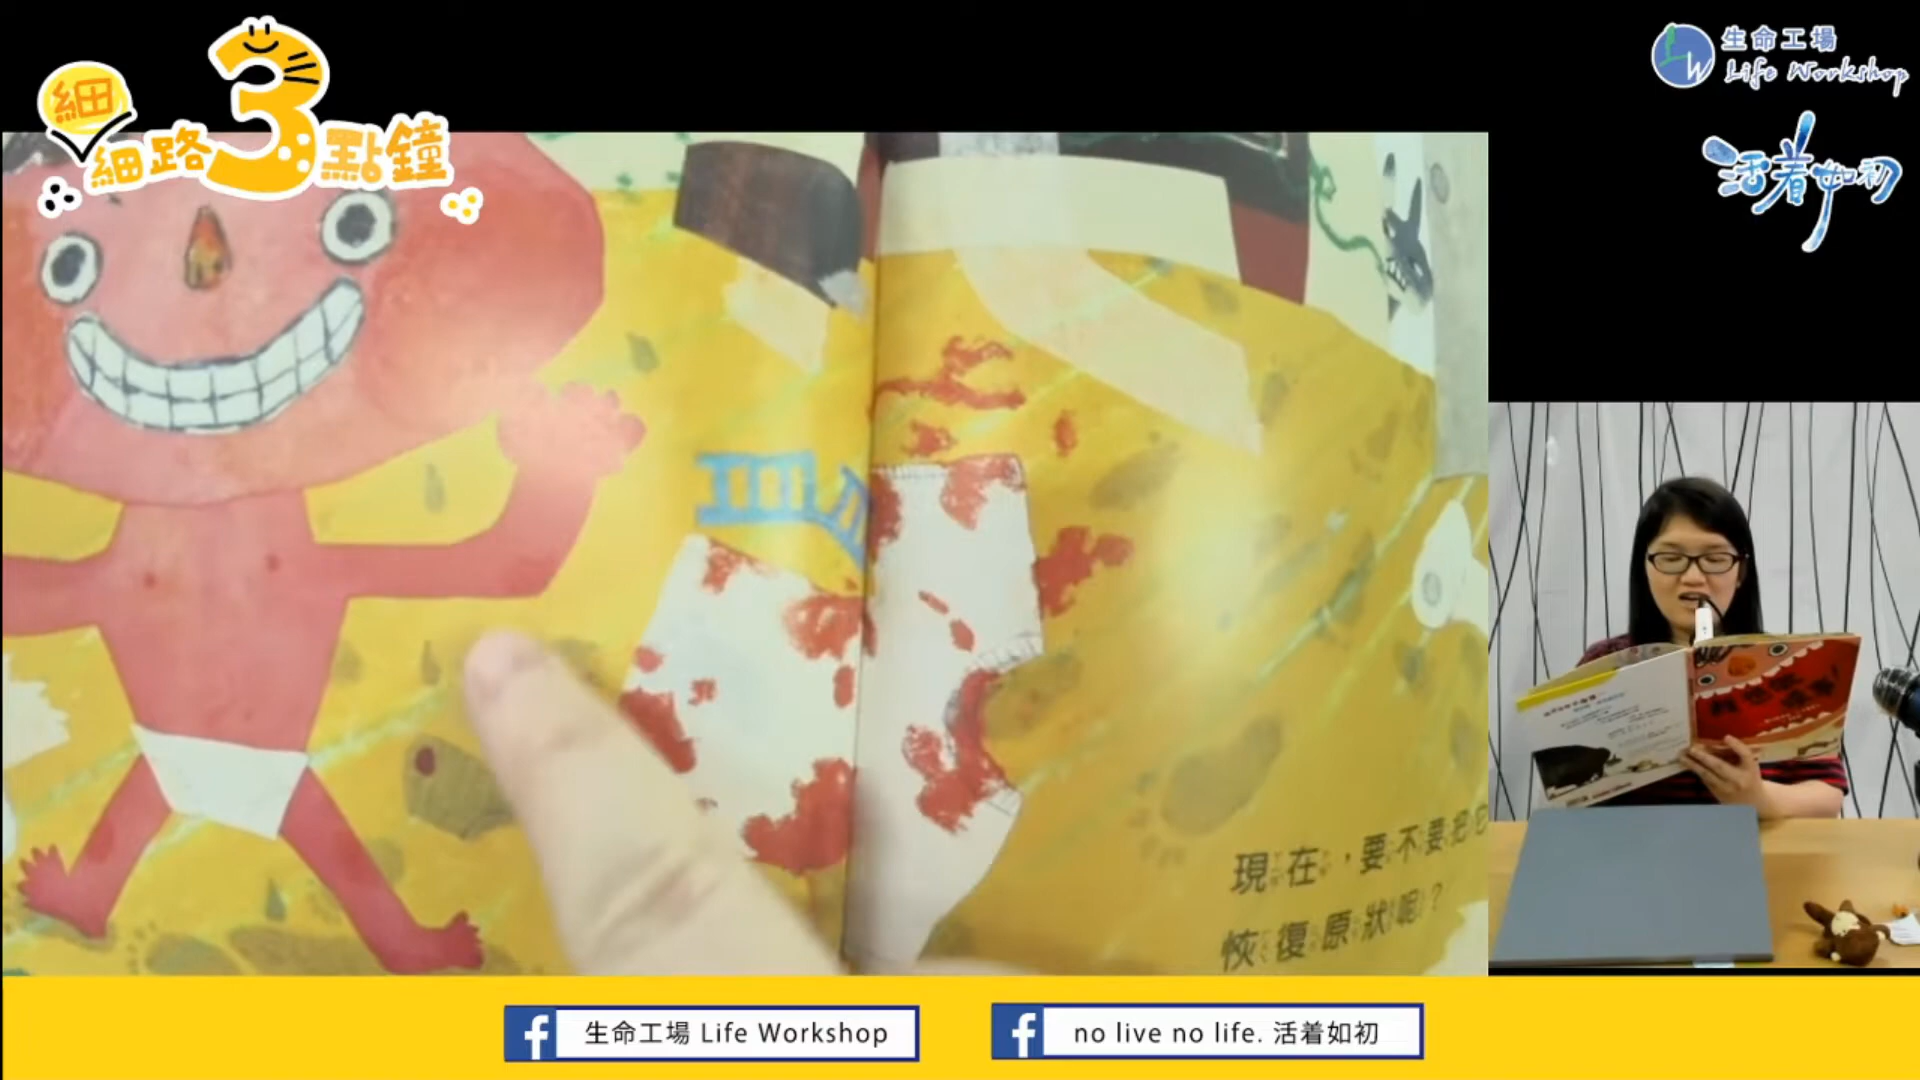 細
細路3點鐘
生命工場
Life Workshop
活着如初
皿皿
現在，要不要把它
恢復原狀呢？
生命工場 Life Workshop
no live no life. 活着如初